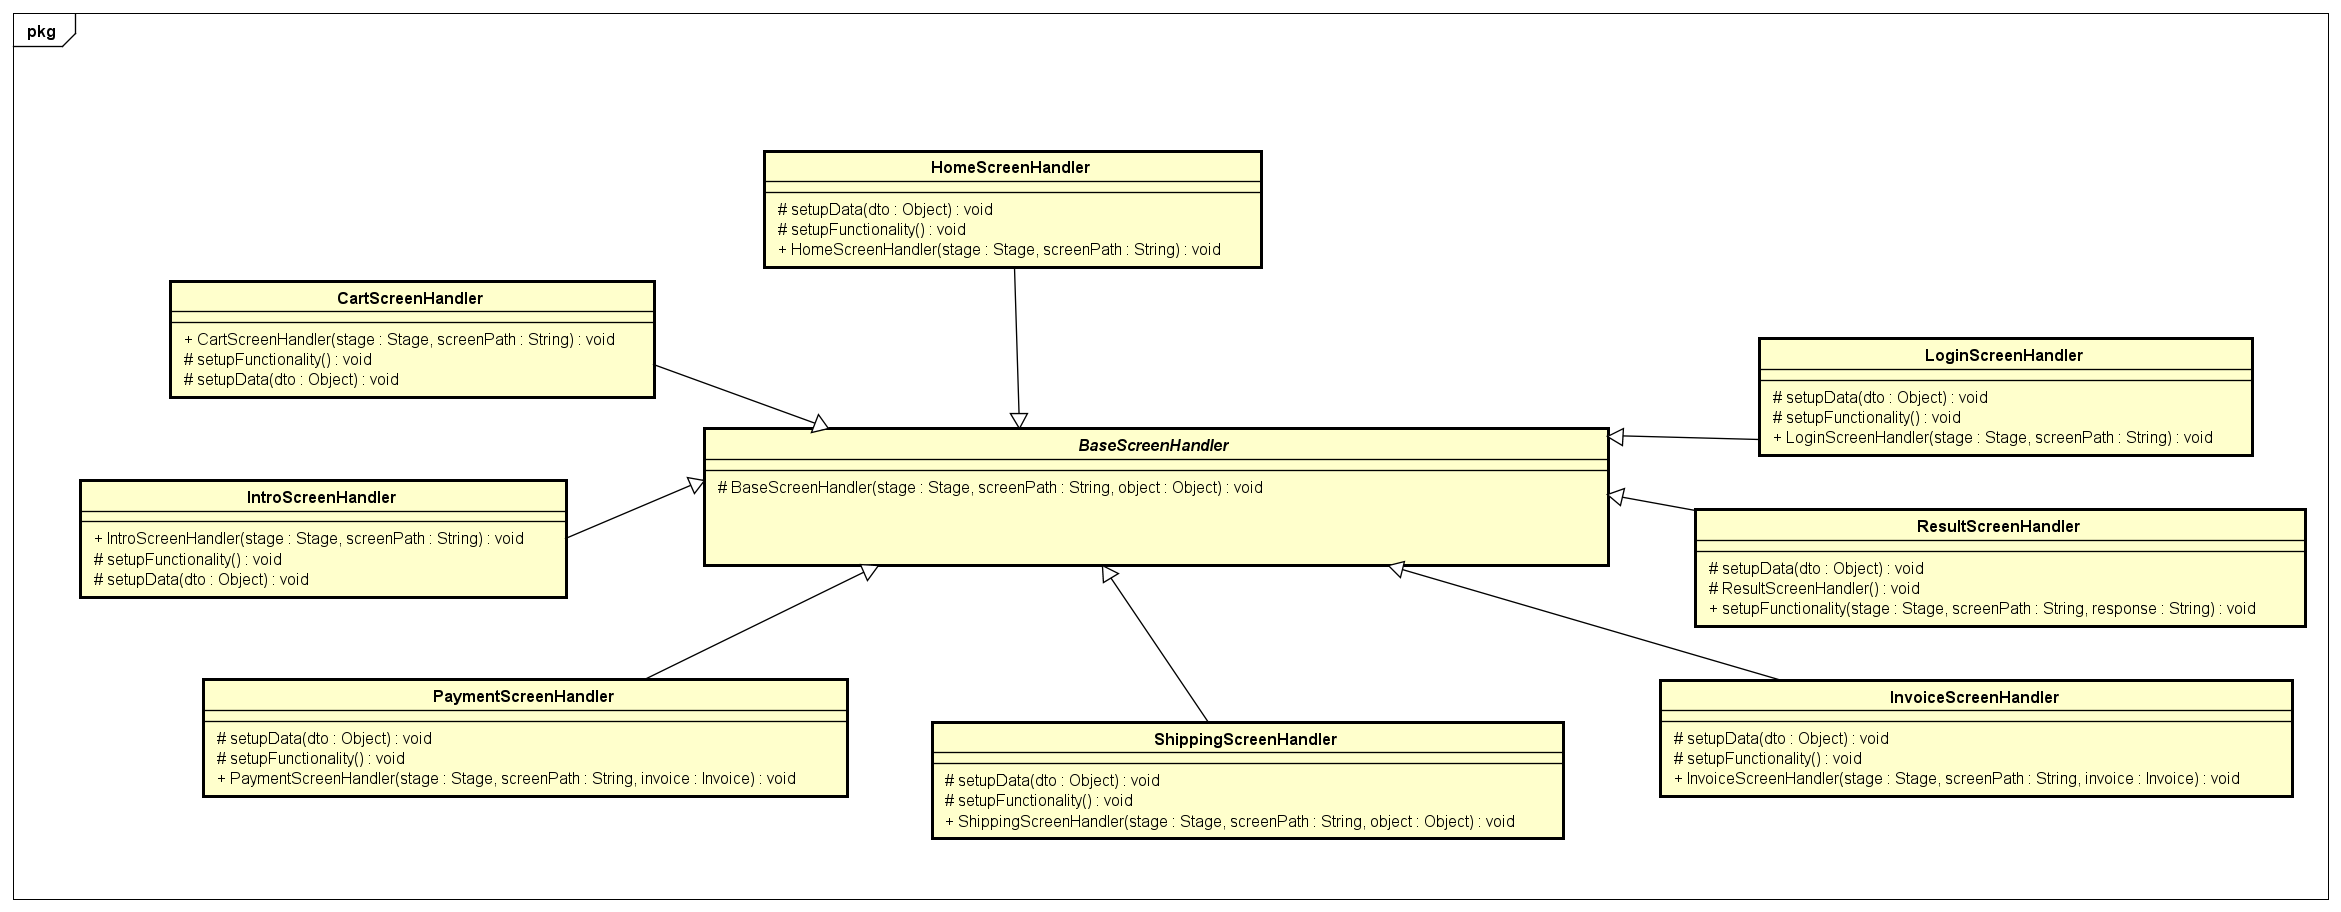 pkg
HomeScreenHandler
# setupData(dto : Object) : void
# setupFunctionality() : void
+ HomeScreenHandler(stage : Stage, screenPath : String) : void
CartScreenHandler
+ CartScreenHandler(stage : Stage, screenPath : String) : void
# setupFunctionality() : void
# setupData(dto : Object) : void
LoginScreenHandler
# setupData(dto : Object) : void
# setupFunctionality() : void
+ LoginScreenHandler(stage : Stage, screenPath : String) : void
BaseScreenHandler
# BaseScreenHandler(stage : Stage, screenPath : String, object : Object) : void
IntroScreenHandler
+ IntroScreenHandler(stage : Stage, screenPath : String) : void
# setupFunctionality() : void
# setupData(dto : Object) : void
ResultScreenHandler
# setupData(dto : Object) : void
# ResultScreenHandler() : void
+ setupFunctionality(stage : Stage, screenPath : String, response : String) : void
PaymentScreenHandler
# setupData(dto : Object) : void
# setupFunctionality() : void
+ PaymentScreenHandler(stage : Stage, screenPath : String, invoice : Invoice) : void
ShippingScreenHandler
# setupData(dto : Object) : void
# setupFunctionality() : void
+ ShippingScreenHandler(stage : Stage, screenPath : String, object : Object) : void
InvoiceScreenHandler
# setupData(dto : Object) : void
# setupFunctionality() : void
+ InvoiceScreenHandler(stage : Stage, screenPath : String, invoice : Invoice) : void